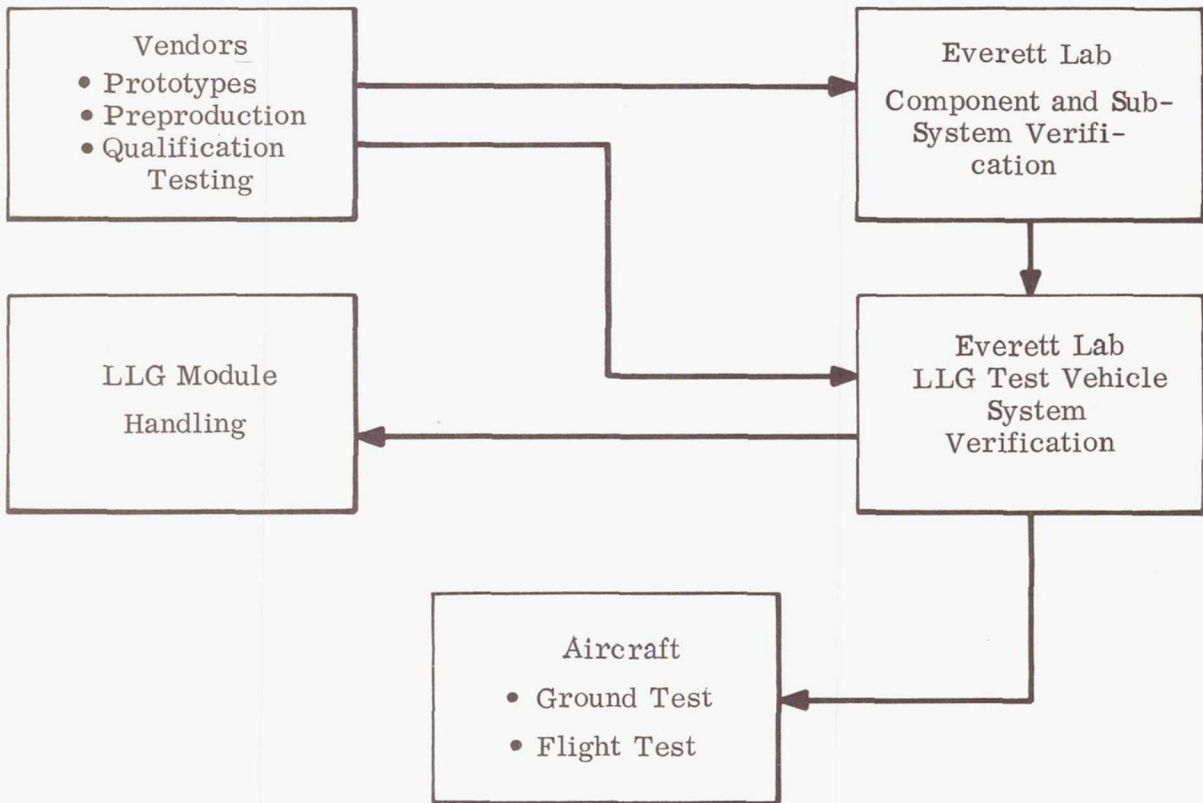 Vendors
• Prototypes
• Preproduction
• Qualification
Testing
Everett Lab
Component and Sub-
System Verifi-
cation
LLG Module
Handling
Everett Lab
LLG Test Vehicle
System
Verification
Aircraft
• Ground Test
• Flight Test